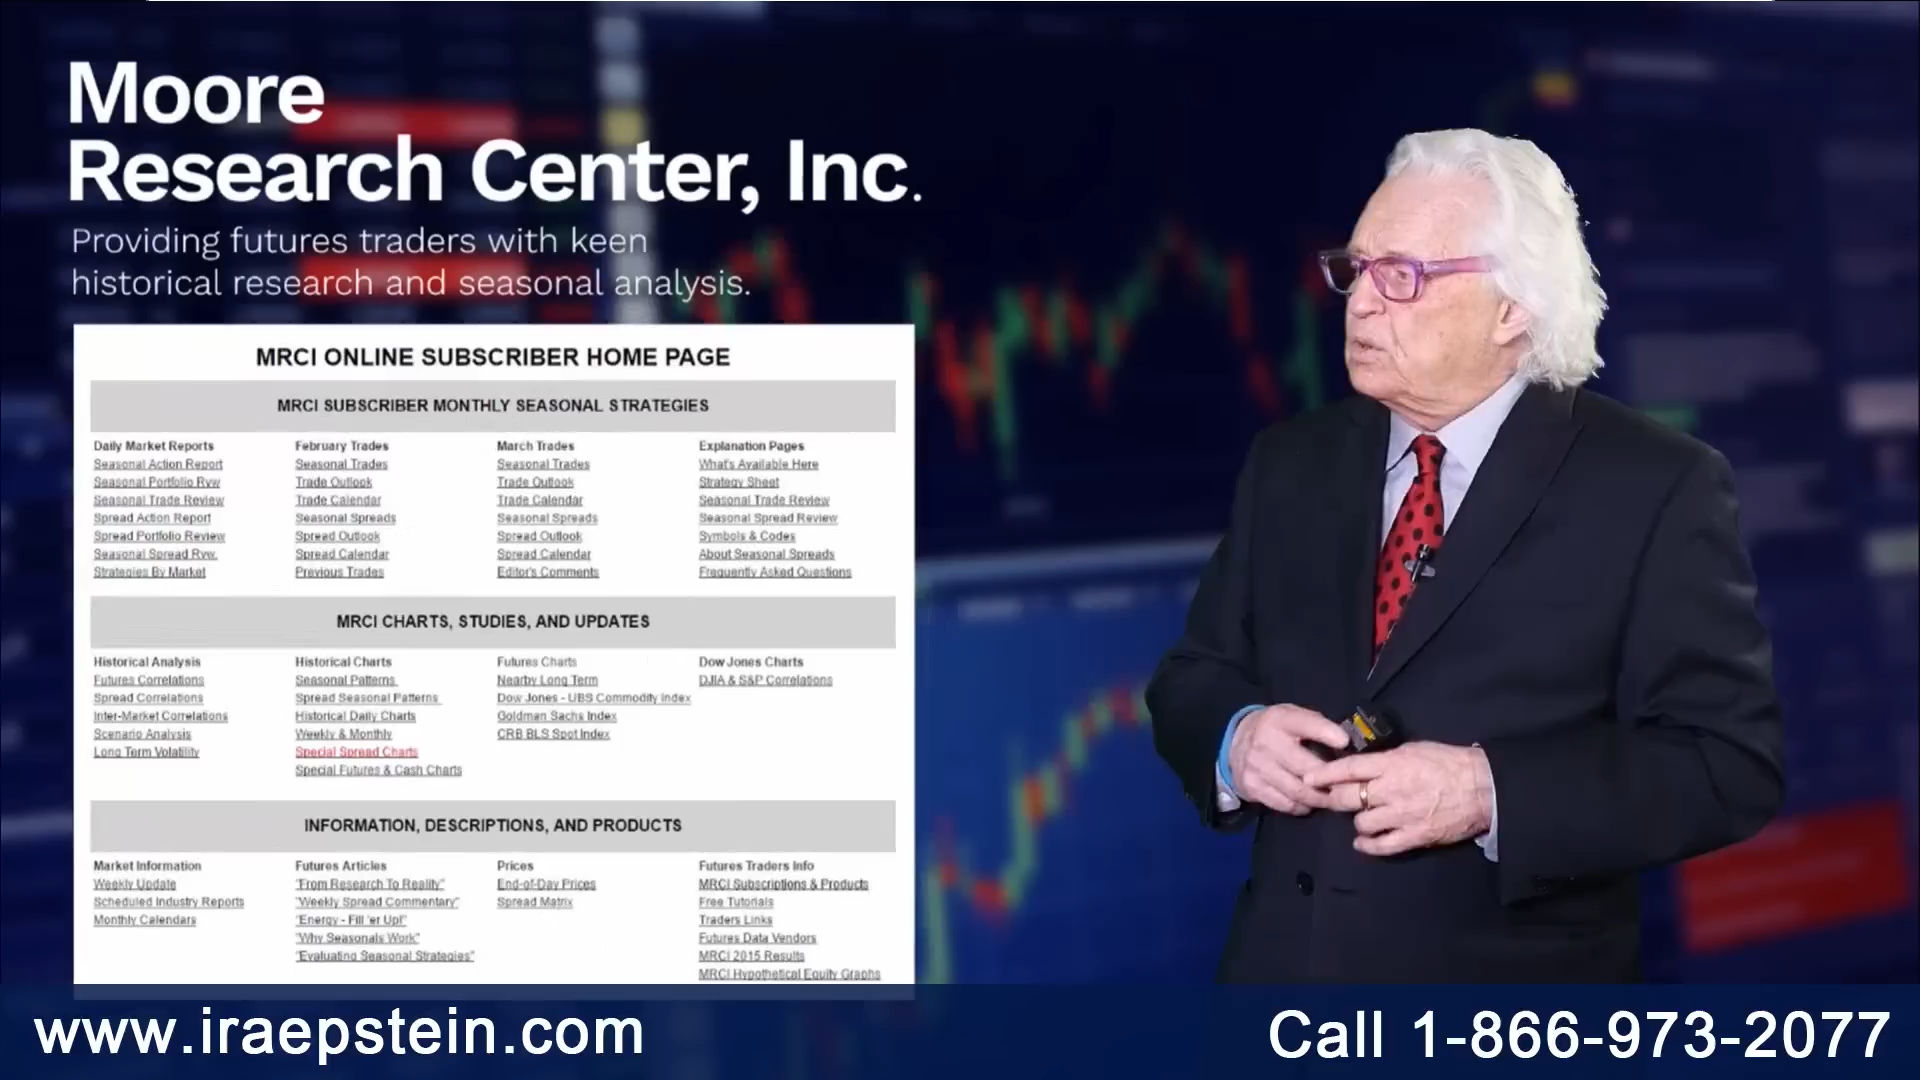 Moore
Research Center, Inc.
Providing futures traders with keen
historical research and seasonal analysis.
MRCI ONLINE SUBSCRIBER HOME PAGE
MRCI SUBSCRIBER MONTHLY SEASONAL STRATEGIES
Daily Market Reports
Seasonal Action Report
Seasonal Portfolio Rvw
Seasonal Trade Review
Spread Action Report
Spread Portfolio Review
Seasonal Spread Rvw.
Strategies By Market
February Trades
Seasonal Trades
Trade Outlook
Trade Calendar
Seasonal Spreads
Spread Outlook
Spread Calendar
Previous Trades
March Trades
Seasonal Trades
Trade Outlook
Trade Calendar
Seasonal Spreads
Spread Outlook
Spread Calendar
Editor's Comments
Explanation Pages
What's Available Here
Strategy Sheet
Seasonal Trade Review
Seasonal Spread Review
Symbols & Codes
About Seasonal Spreads
Frequently Asked Questions
MRCI CHARTS, STUDIES, AND UPDATES
Historical Analysis
Futures Correlations
Spread Correlations
Inter-Market Correlations
Scenario Analysis
Long Term Volatility
Historical Charts
Seasonal Patterns
Spread Seasonal Patterns
Historical Daily Charts
Weekly & Monthly
Special Spread Charts
Special Futures & Cash Charts
Futures Charts
Nearby Long Term
Dow Jones - UBS Commodity Index
Goldman Sachs Index
CRB BLS Spot Index
Dow Jones Charts
DJIA & S&P Correlations
INFORMATION, DESCRIPTIONS, AND PRODUCTS
Market Information
Weekly Update
Scheduled Industry Reports
Monthly Calendars
Futures Articles
"From Research To Reality"
"Weekly Spread Commentary"
"Energy - Fill 'er Up!"
"Why Seasonals Work"
"Evaluating Seasonal Strategies"
Prices
End-of-Day Prices
Spread Matrix
Futures Traders Info
MRCI Subscriptions & Products
Free Tutorials
Traders Links
Futures Data Vendors
MRCI 2015 Results
MRCI Hypothetical Equity Graphs
www.iraepstein.com
Call 1-866-973-2077